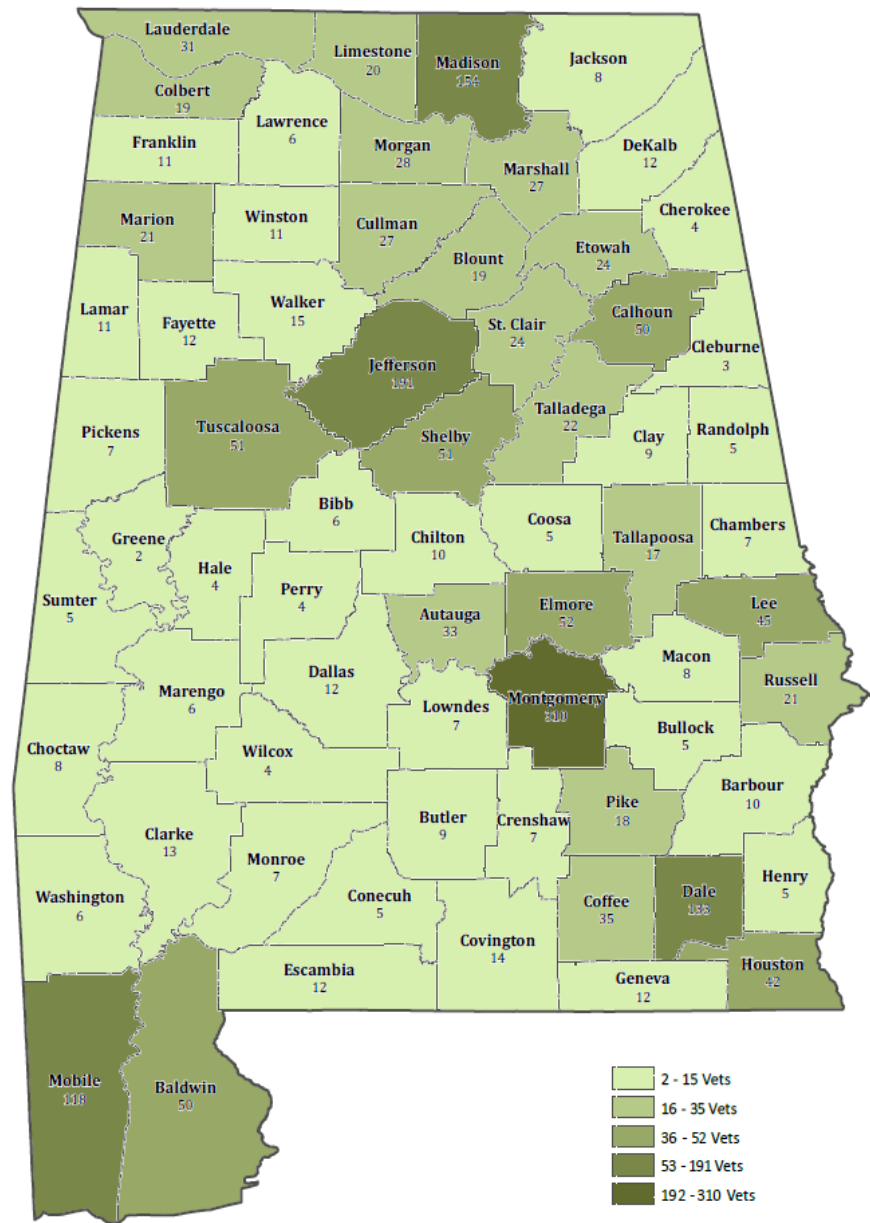 Lauderdale
31
Limestone
20
Madison
154
Jackson
8
Colbert
19
Lawrence
6
Franklin
11
Morgan
28
Marshall
27
DeKalb
12
Cherokee
4
Marion
21
Winston
11
Cullman
27
Blount
19
Etowah
24
Lamar
11
Fayette
12
Walker
15
St. Clair
24
Calhoun
50
Cleburne
3
Jefferson
191
Pickens
7
Tuscaloosa
51
Shelby
51
Talladega
22
Clay
9
Randolph
5
Bibb
6
Greene
2
Hale
4
Chilton
10
Coosa
5
Tallapoosa
17
Chambers
7
Sumter
5
Perry
4
Autauga
33
Elmore
52
Lee
45
Dallas
12
Macon
8
Russell
21
Marengo
6
Lowndes
7
Montgomery
310
Bullock
5
Choctaw
8
Wilcox
4
Barbour
10
Clarke
13
Butler
9
Crenshaw
7
Pike
18
Monroe
7
Washington
6
Conecuh
5
Coffee
35
Dale
133
Henry
5
Covington
14
Escambia
12
Geneva
12
Houston
42
Mobile
118
Baldwin
50
2 - 15 Vets
16 - 35 Vets
36 - 52 Vets
53 - 191 Vets
192 - 310 Vets